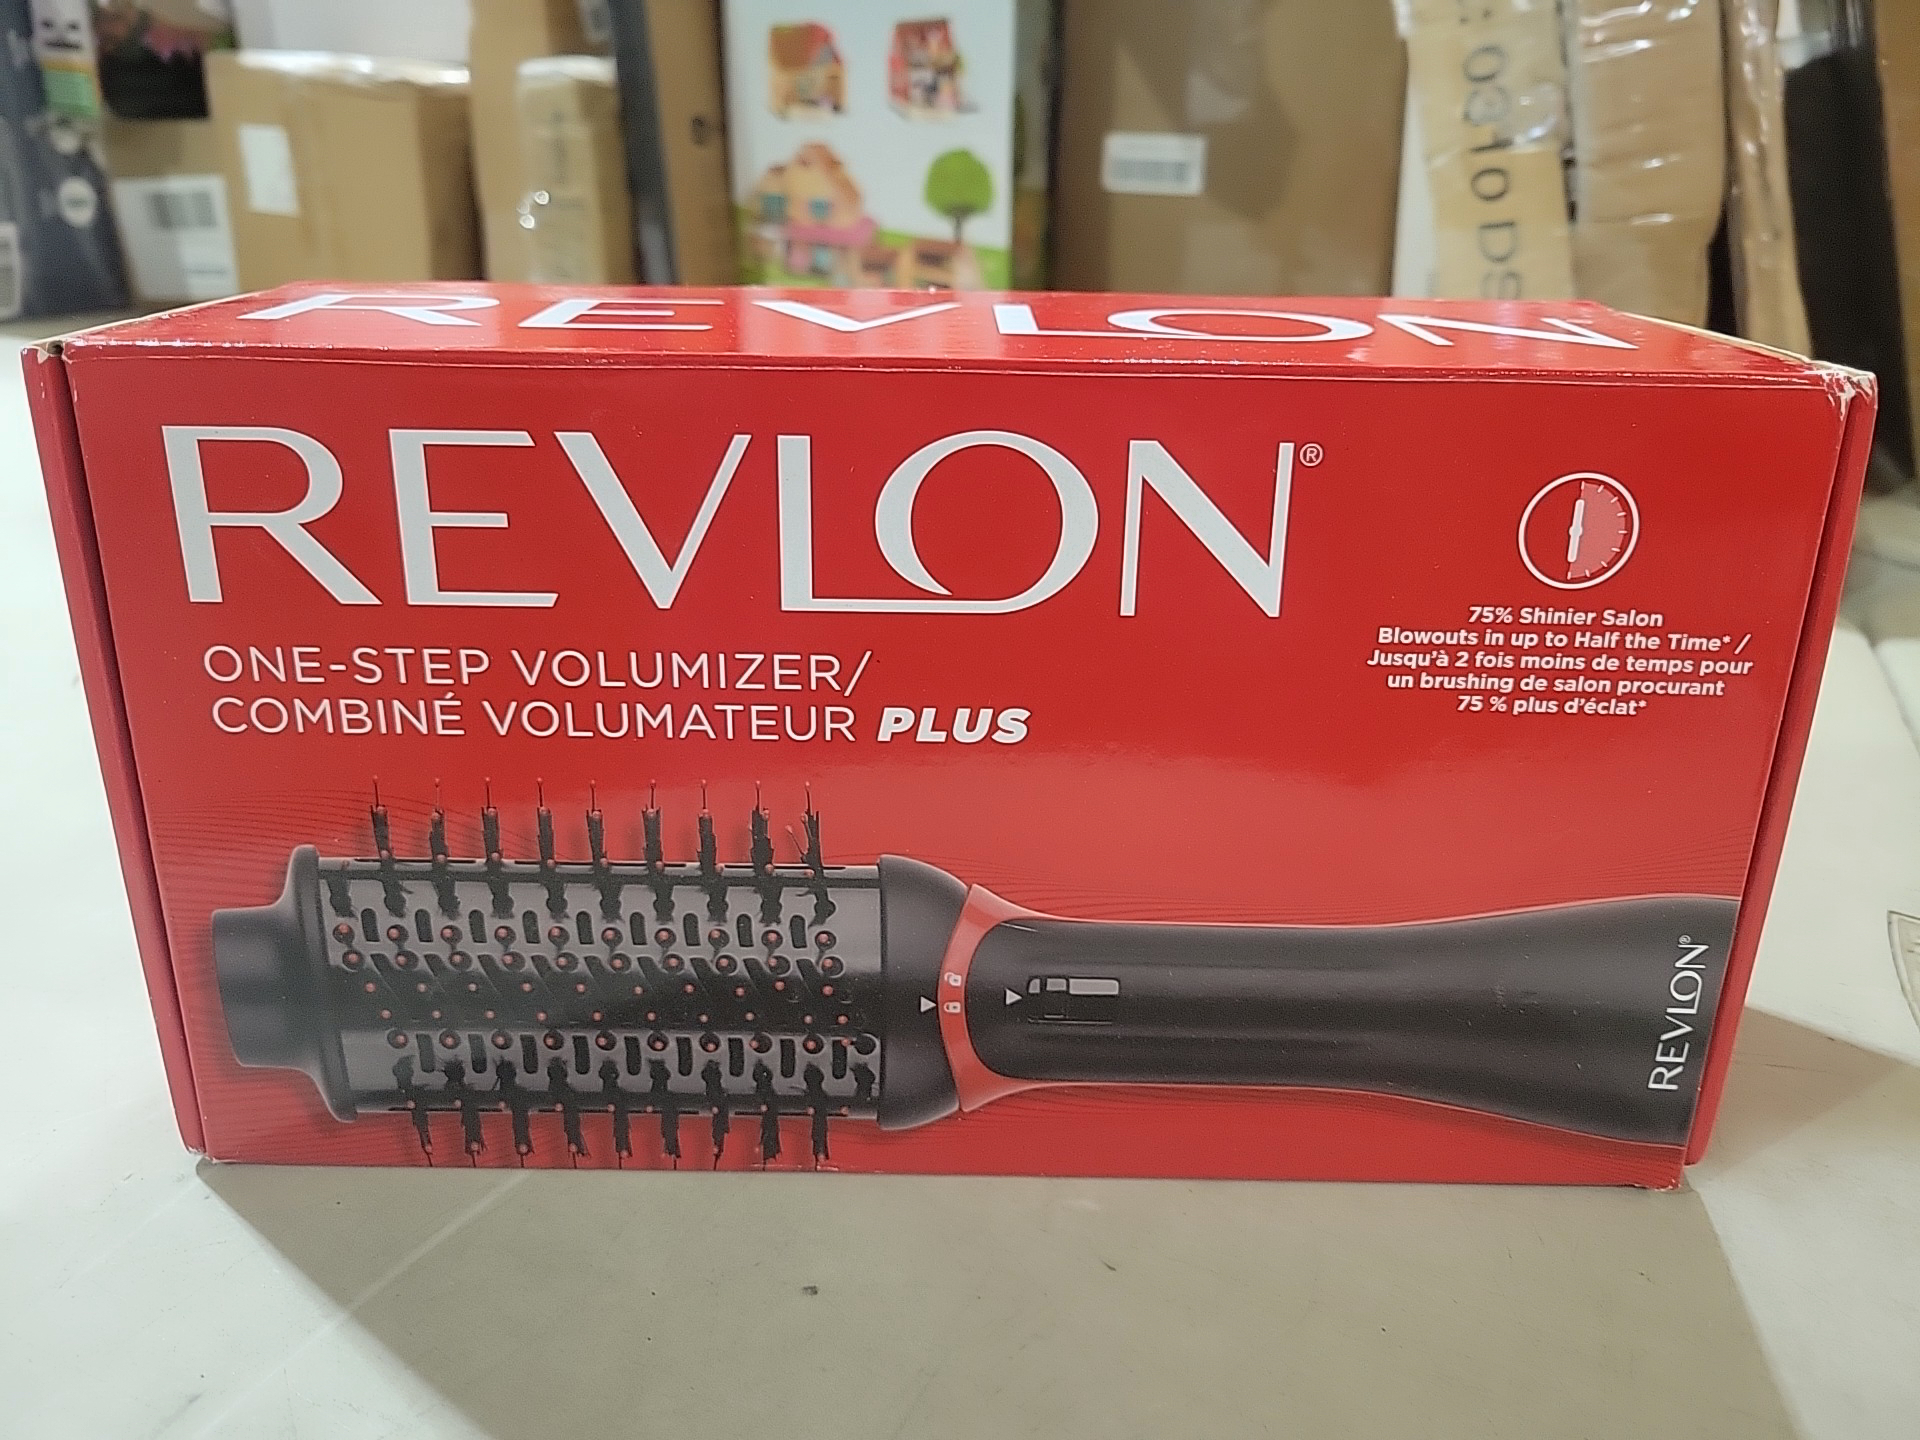 REVLON
REVLON®
ONE-STEP VOLUMIZER/
COMBINÉ VOLUMATEUR PLUS
75% Shinier Salon
Blowouts in up to Half the Time* /
Jusqu'à 2 fois moins de temps pour
un brushing de salon procurant
75 % plus d'éclat*
REVLON®